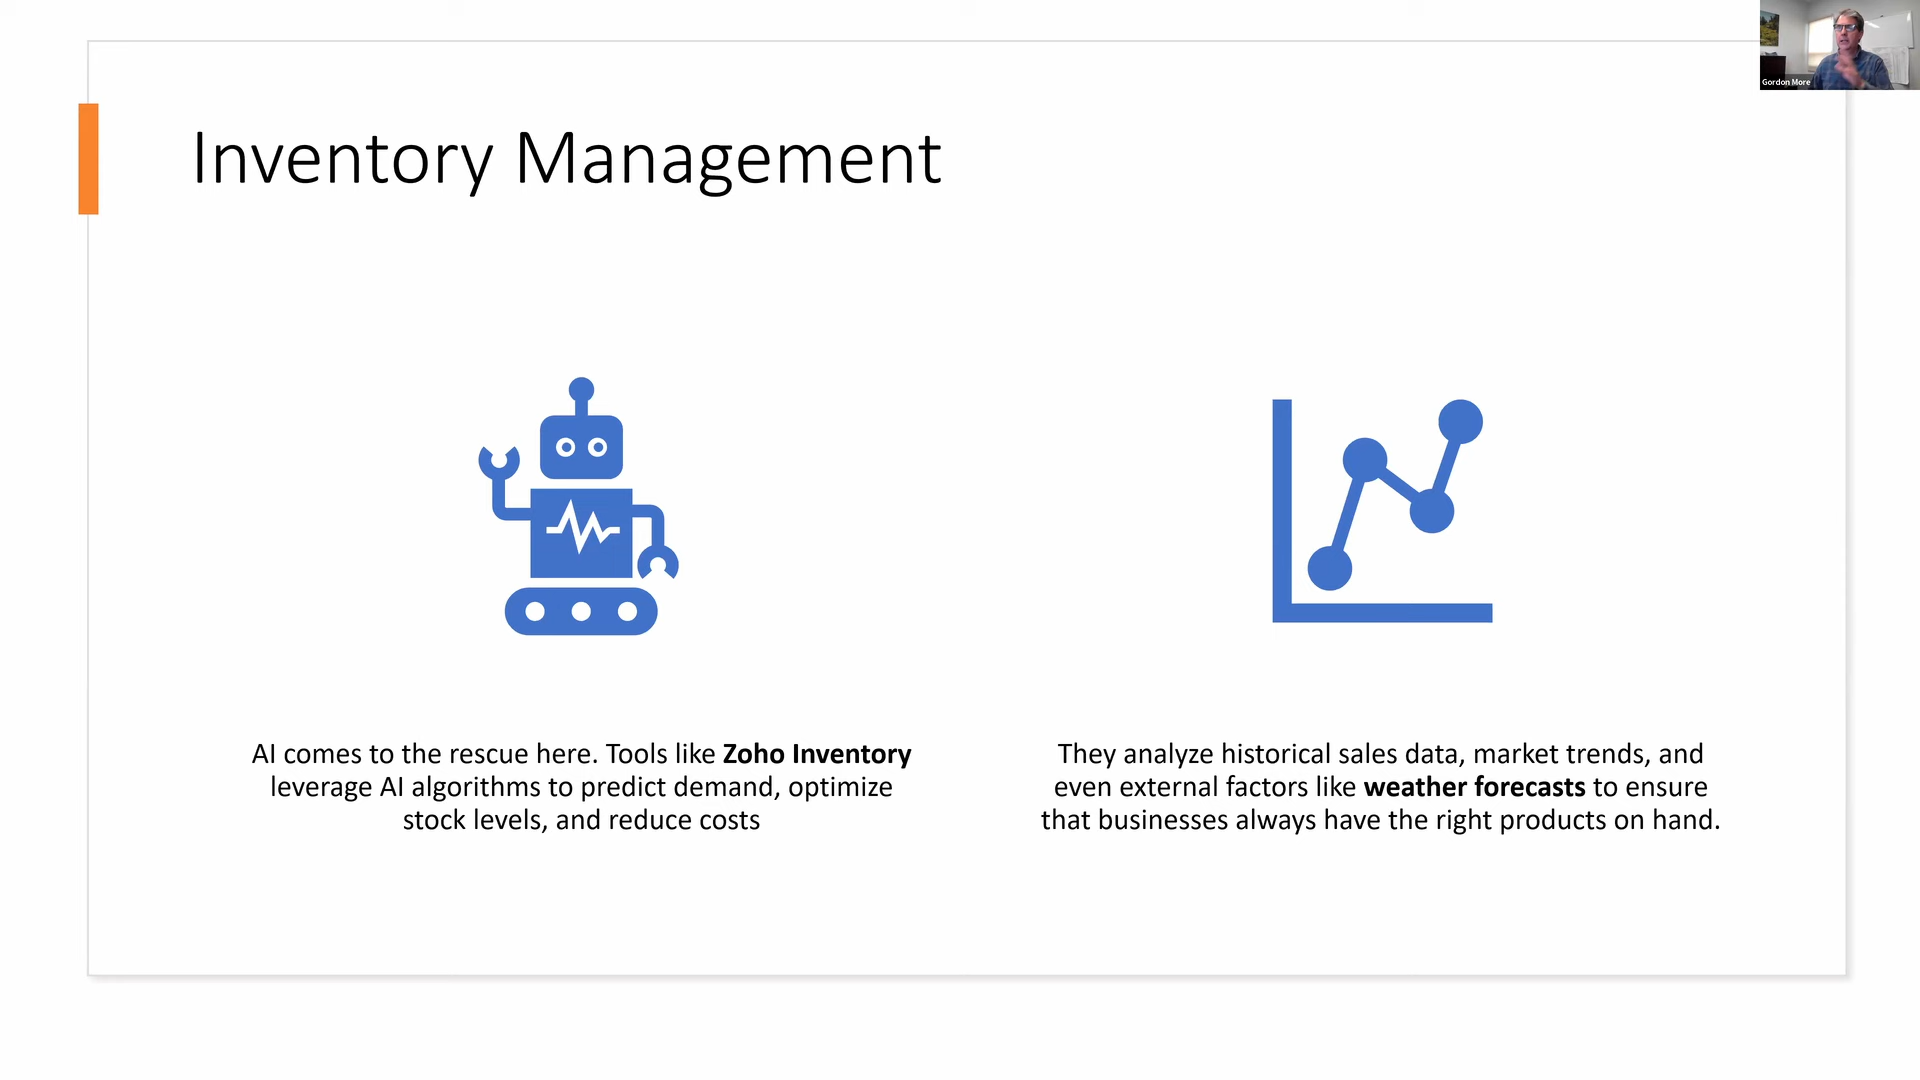 Gordon More
Inventory Management
AI comes to the rescue here. Tools like Zoho Inventory
leverage AI algorithms to predict demand, optimize
stock levels, and reduce costs
They analyze historical sales data, market trends, and
even external factors like weather forecasts to ensure
that businesses always have the right products on hand.